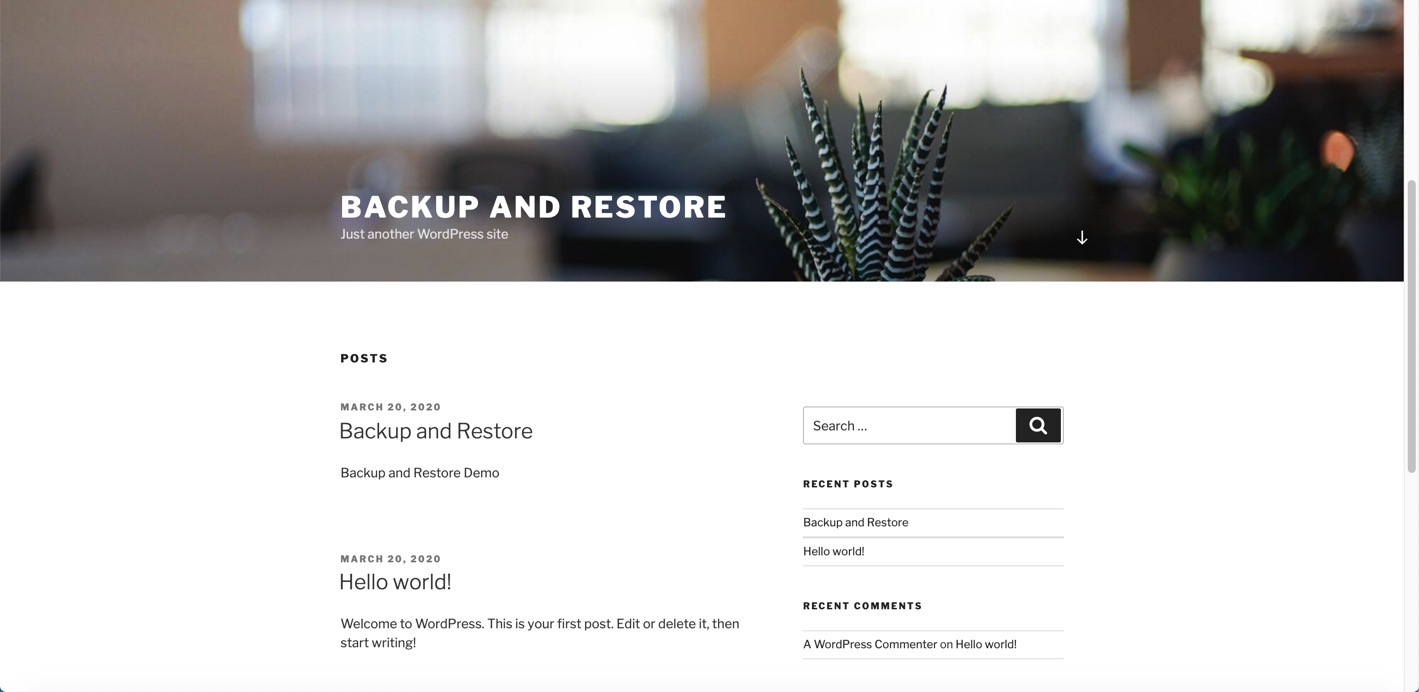 BACKUP AND RESTORE
Just another WordPress site
POSTS
MARCH 20, 2020
Backup and Restore
Backup and Restore Demo
MARCH 20, 2020
Hello world!
Welcome to WordPress. This is your first post. Edit or delete it, then
start writing!
Search …
RECENT POSTS
Backup and Restore
Hello world!
RECENT COMMENTS
A WordPress Commenter on Hello world!